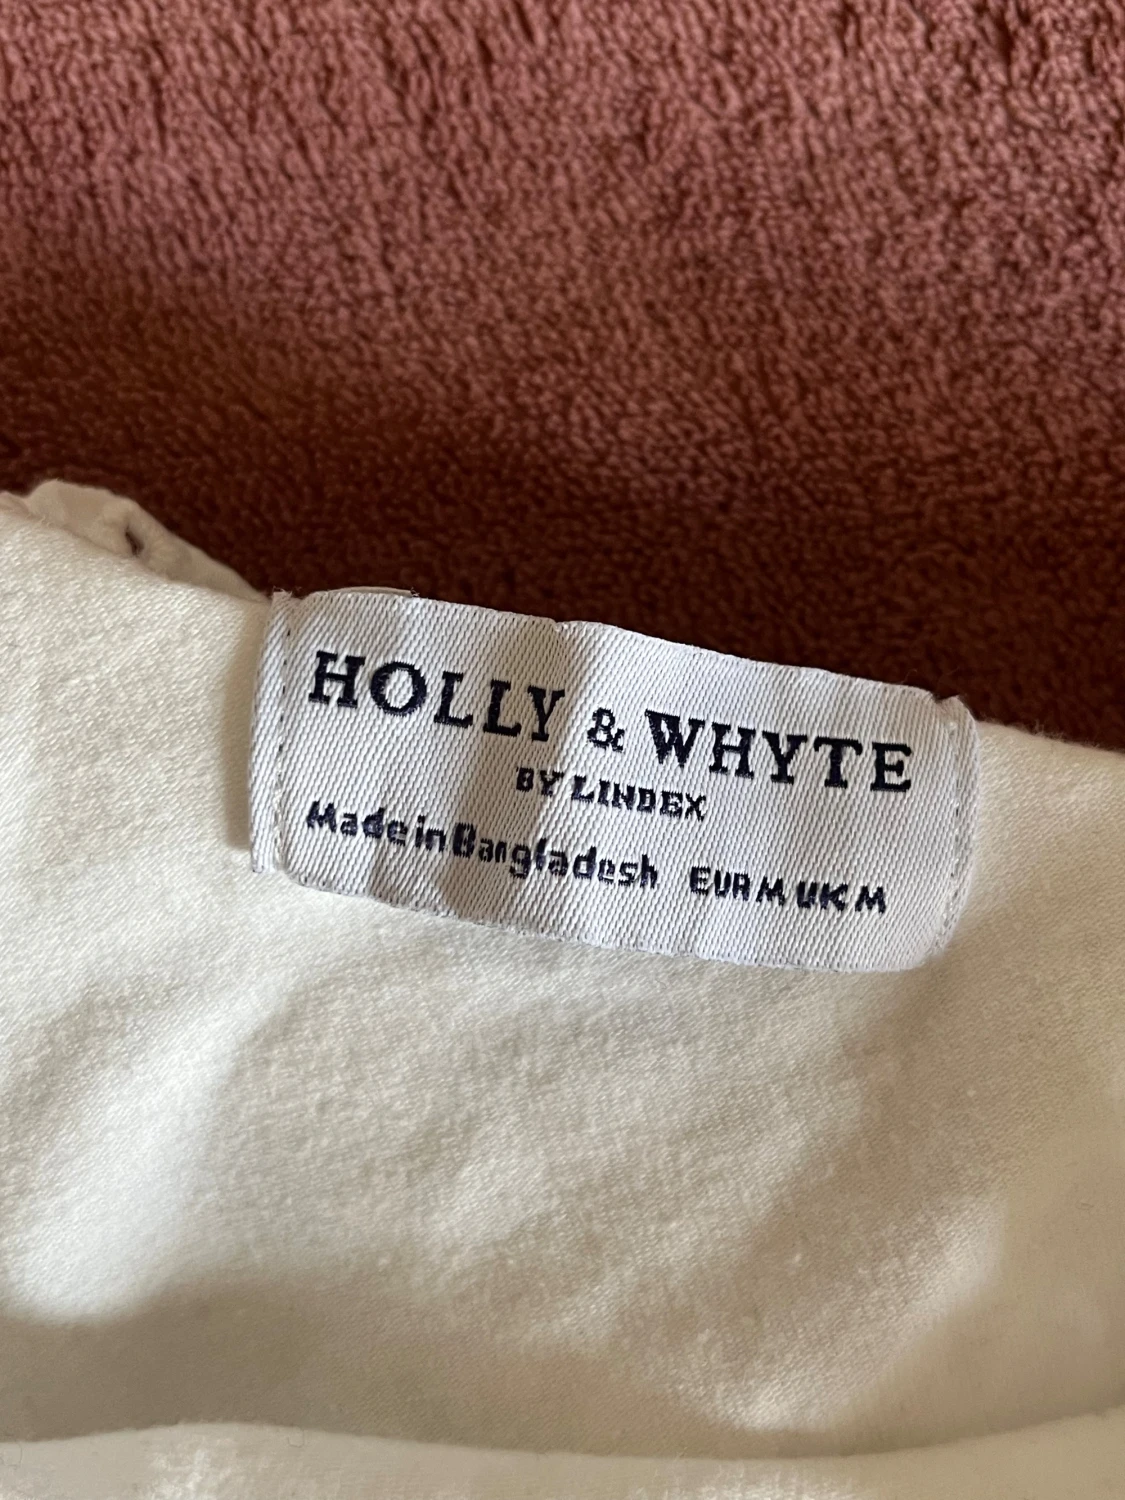 HOLLY & WHYTE
BY LINDEX
Made in Bangladesh EUR M UK M